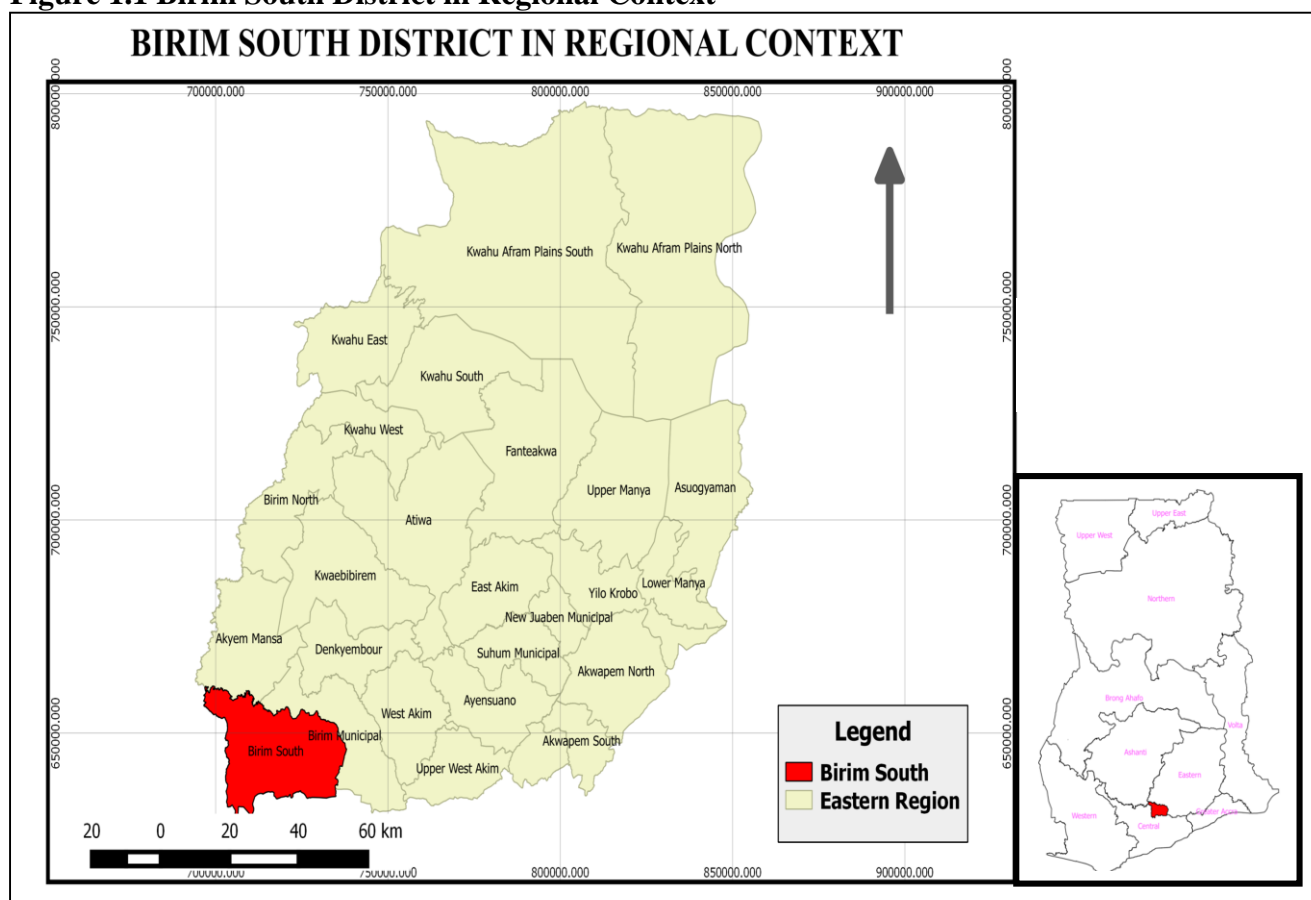 Figure 1.1 Birim South District in Regional Context
BIRIM SOUTH DISTRICT IN REGIONAL CONTEXT
700000.000
750000.000
800000.000
850000.000
900000.000
800000.000
800000.000
Kwahu Afram Plains South
Kwahu Afram Plains North
750000.000
750000.000
Kwahu East
Kwahu South
Kwahu West
Fanteakwa
Upper Manya
Asuogyaman
Birim North
Atiwa
700000.000
700000.000
Kwaebibirem
East Akim
Yilo Krobo
Lower Manya
New Juaben Municipal
Akyem Mansa
Denkyembour
Suhum Municipal
Akwapem North
West Akim
Ayensuano
Birim Municipal
Akwapem South
Birim South
Upper West Akim
650000.000
650000.000
Legend
Birim South
Eastern Region
20 0 20 40 60 km
700000.000
750000.000
800000.000
850000.000
900000.000
Upper East
Upper West
Northern
Brong Ahafo
Volta
Ashanti
Eastern
Greater Accra
Western
Central